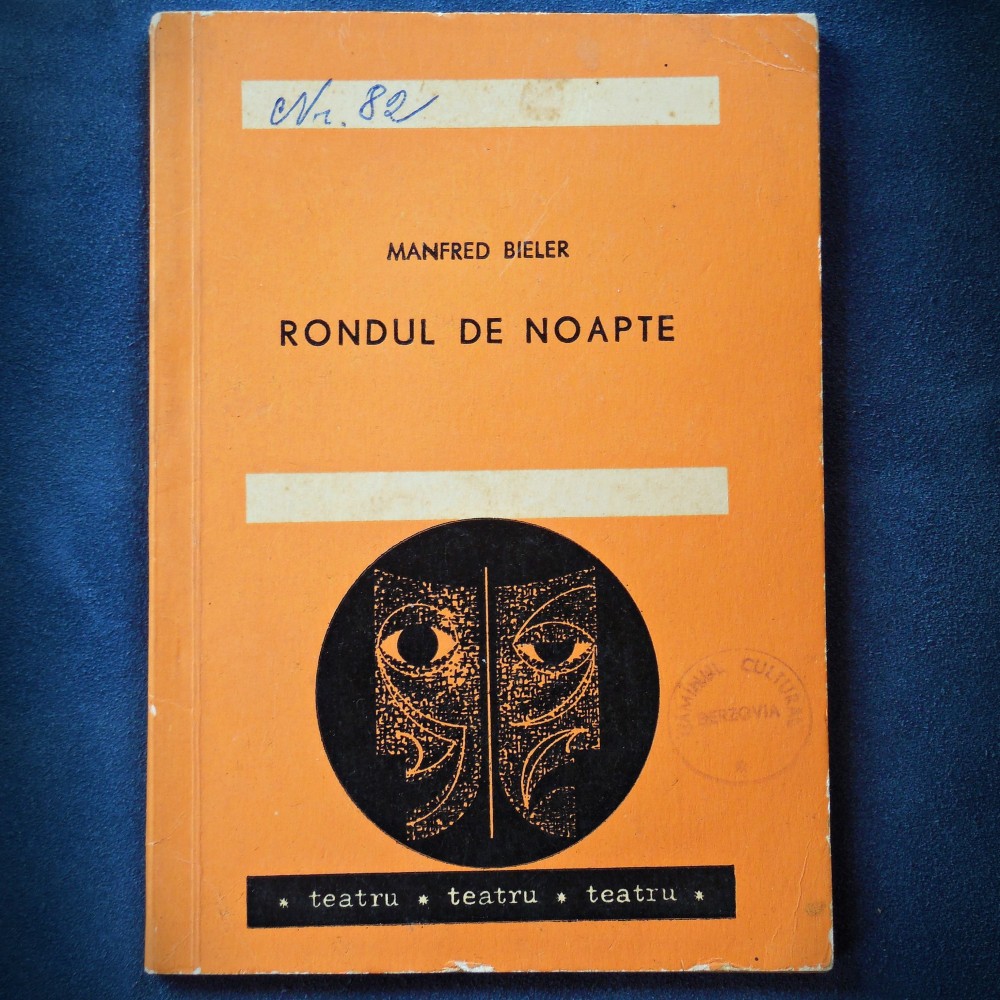 Nr. 82
MANFRED BIELER
RONDUL DE NOAPTE
CĂMINUL CULTURAL
BERZOVIA
* teatru * teatru * teatru *